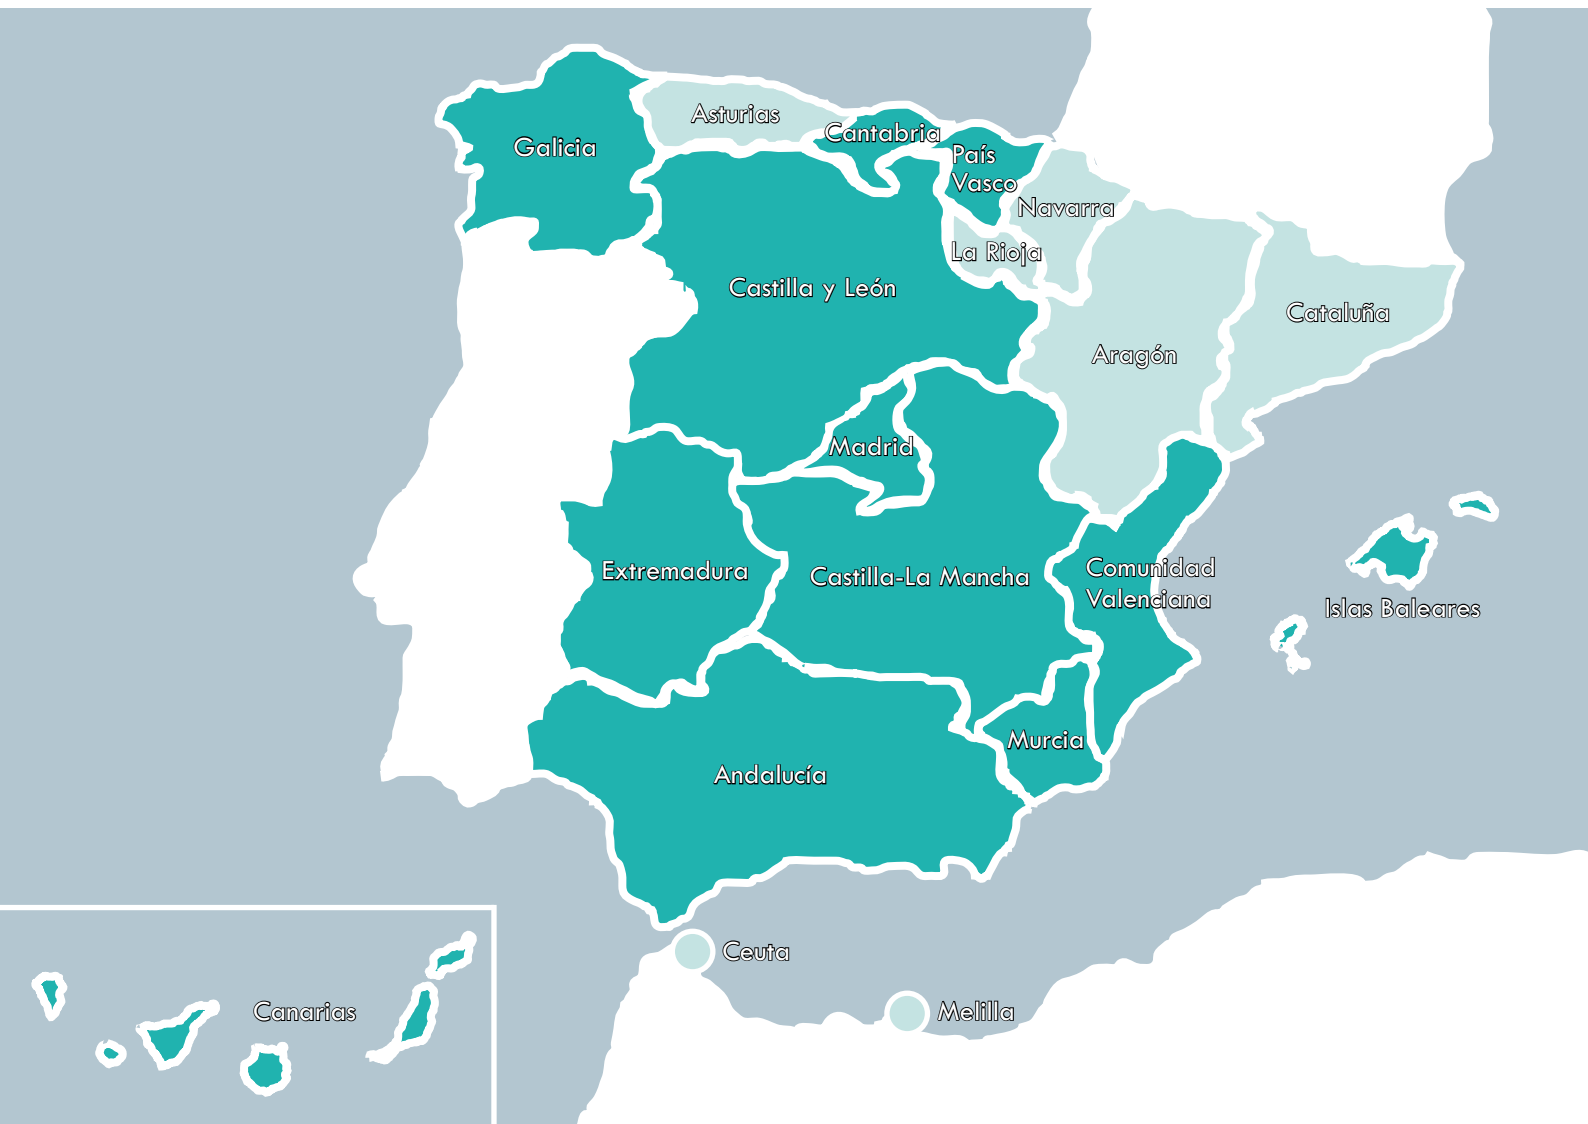 Asturias
Cantabria
Galicia
País
Vasco
Navarra
La Rioja
Castilla y León
Cataluña
Aragón
Madrid
Extremadura
Castilla-La Mancha
Comunidad
Valenciana
Islas Baleares
Murcia
Andalucía
Ceuta
Canarias
Melilla